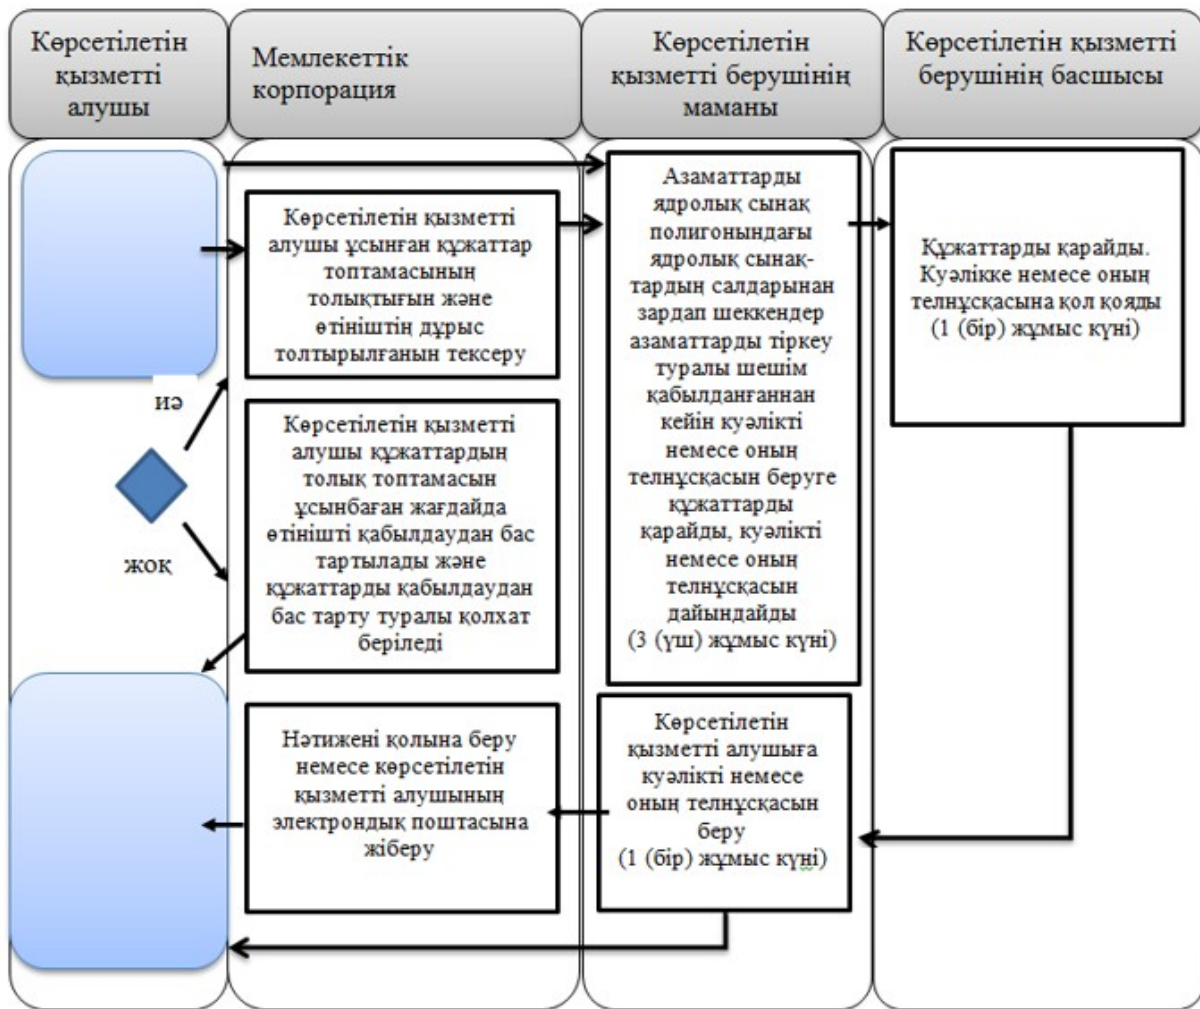 Көрсетілетін
қызметті
алушы
Мемлекеттік
корпорация
Көрсетілетін
қызметті берушінің
маманы
Көрсетілетін қызметті
берушінің басшысы
Көрсетілетін қызметті
алушы ұсынған құжаттар
топтамасының
толықтығын және
өтініштің дұрыс
толтырылғанын тексеру
иә
жоқ
Көрсетілетін қызметті
алушы құжаттардың
толық топтамасын
ұсынбаған жағдайда
өтінішті қабылдаудан бас
тартылады және
құжаттарды қабылдаудан
бас тарту туралы қолхат
беріледі
Нәтижені қолына беру
немесе көрсетілетін
қызметті алушының
электрондық поштасына
жіберу
Азаматтарды
ядролық сынақ
полигонындағы
ядролық сынақ-
тардың салдарынан
зардап шеккендер
азаматтарды тіркеу
туралы шешім
қабылданғаннан
кейін куәлікті
немесе оның
телнұсқасын беруге
құжаттарды
қарайды, куәлікті
немесе оның
телнұсқасын
дайындайды
(3 (үш) жұмыс күні)
Көрсетілетін
қызметті алушыға
куәлікті немесе
оның телнұсқасын
беру
(1 (бір) жұмыс күні)
Құжаттарды қарайды.
Куәлікке немесе оның
телнұсқасына қол қояды
(1 (бір) жұмыс күні)